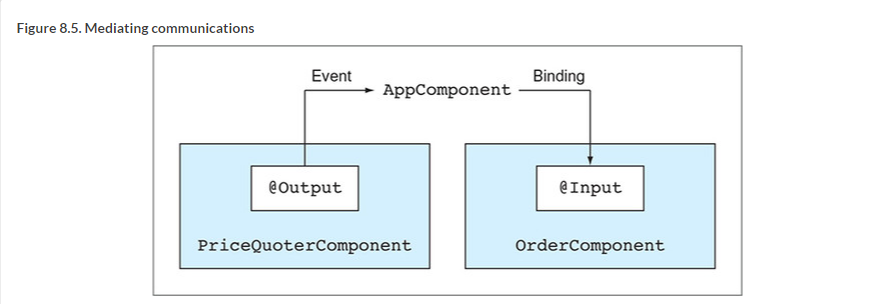 Figure 8.5. Mediating communications
Event
Binding
AppComponent
@Output
@Input
PriceQuoterComponent
OrderComponent